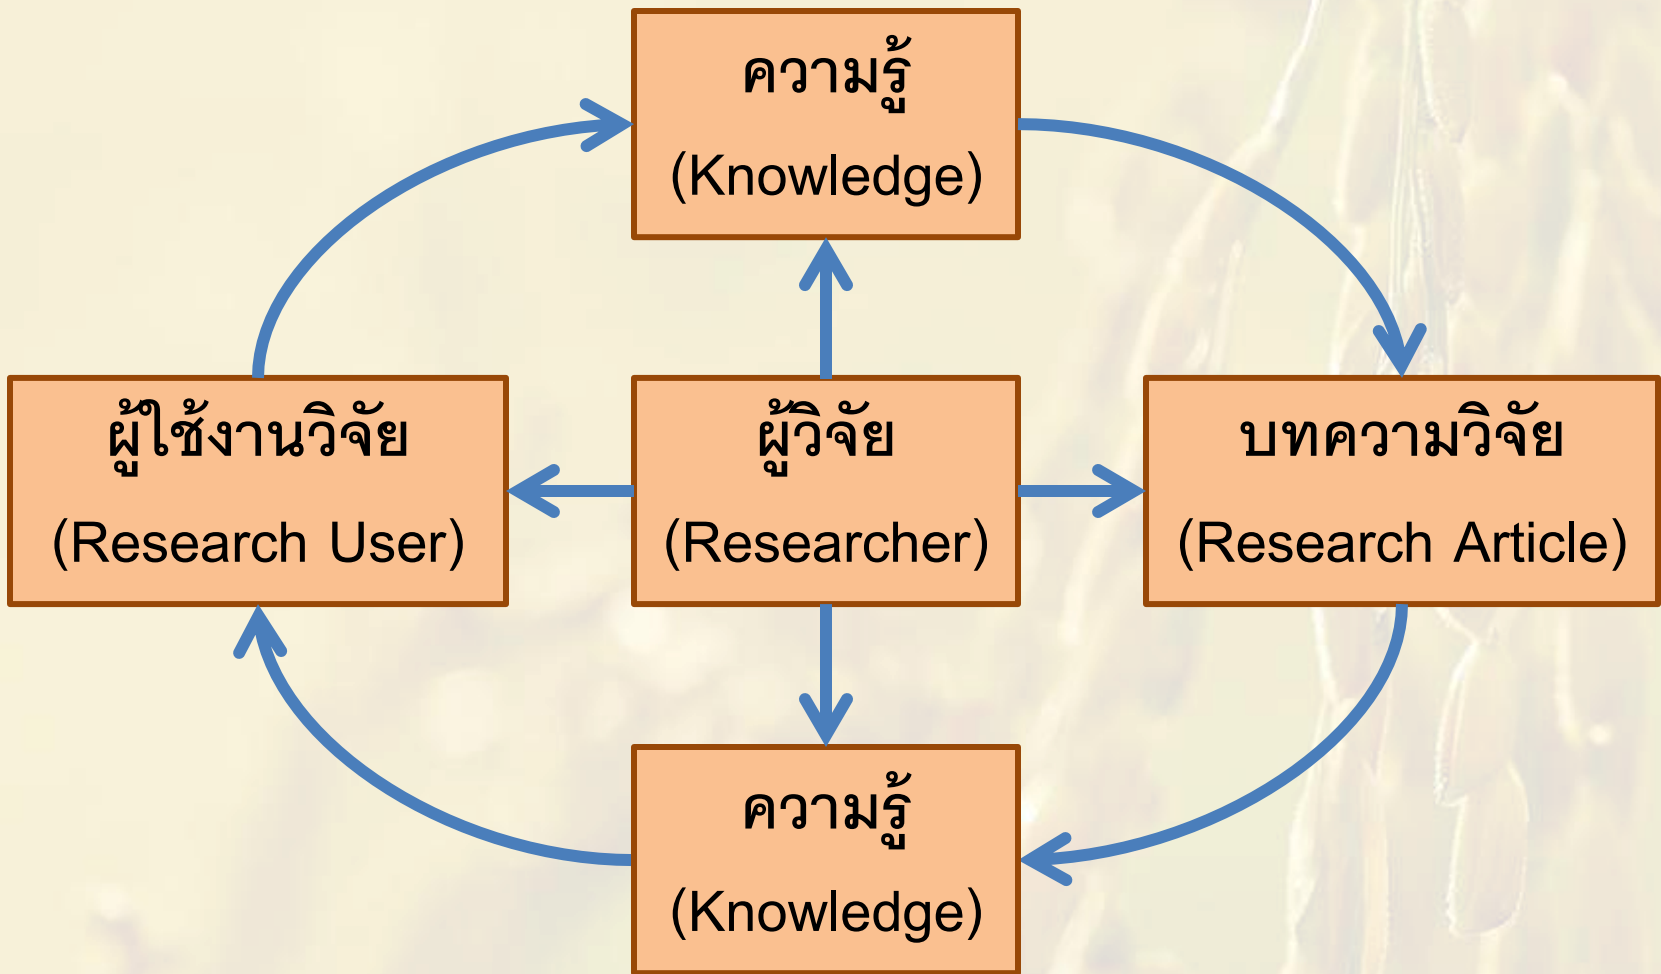 ความรู้
(Knowledge)
ผู้ใช้งานวิจัย
(Research User)
ผู้วิจัย
(Researcher)
บทความวิจัย
(Research Article)
ความรู้
(Knowledge)